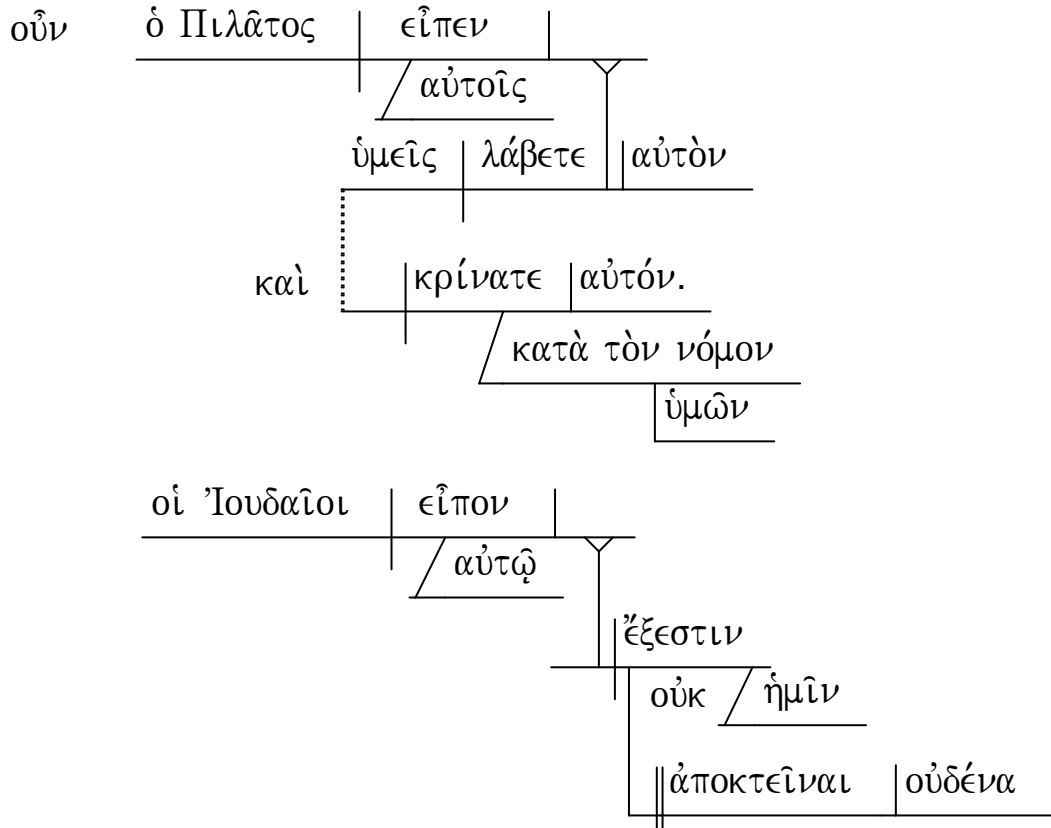 οὖν ὁ Πιλᾶτος εἶπεν
αὐτοῖς
ὑμεῖς λάβετε αὐτὸν
καὶ κρίνατε αὐτόν.
κατὰ τὸν νόμον
ὑμῶν
οἱ Ἰουδαῖοι εἶπον
αὐτῷ
ἔξεστιν
οὐκ ἡμῖν
ἀποκτεῖναι οὐδένα